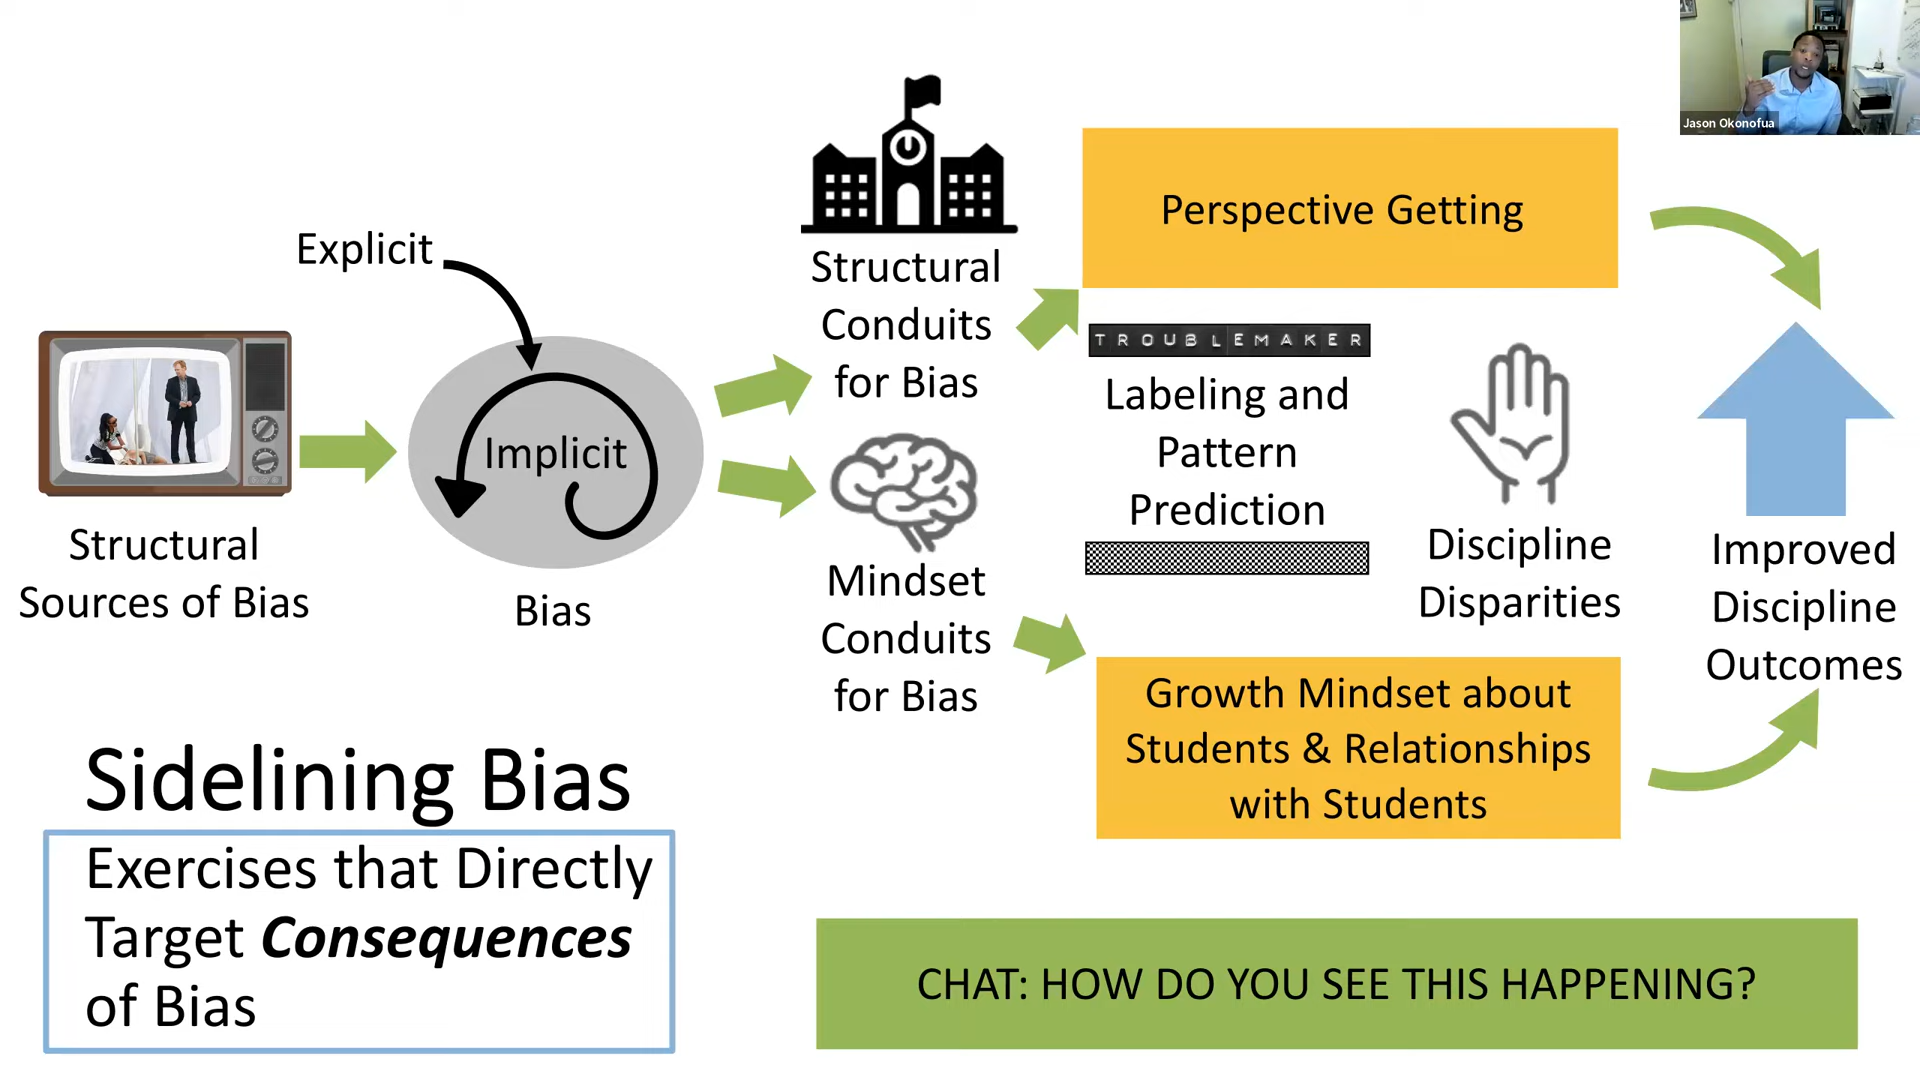 Jason Okonofua
Explicit
Implicit
Bias
Structural
Sources of Bias
Structural
Conduits
for Bias
Mindset
Conduits
for Bias
Perspective Getting
TROUBLEMAKER
Labeling and
Pattern
Prediction
Discipline
Disparities
Growth Mindset about
Students & Relationships
with Students
Improved
Discipline
Outcomes
Sidelining Bias
Exercises that Directly
Target Consequences
of Bias
CHAT: HOW DO YOU SEE THIS HAPPENING?